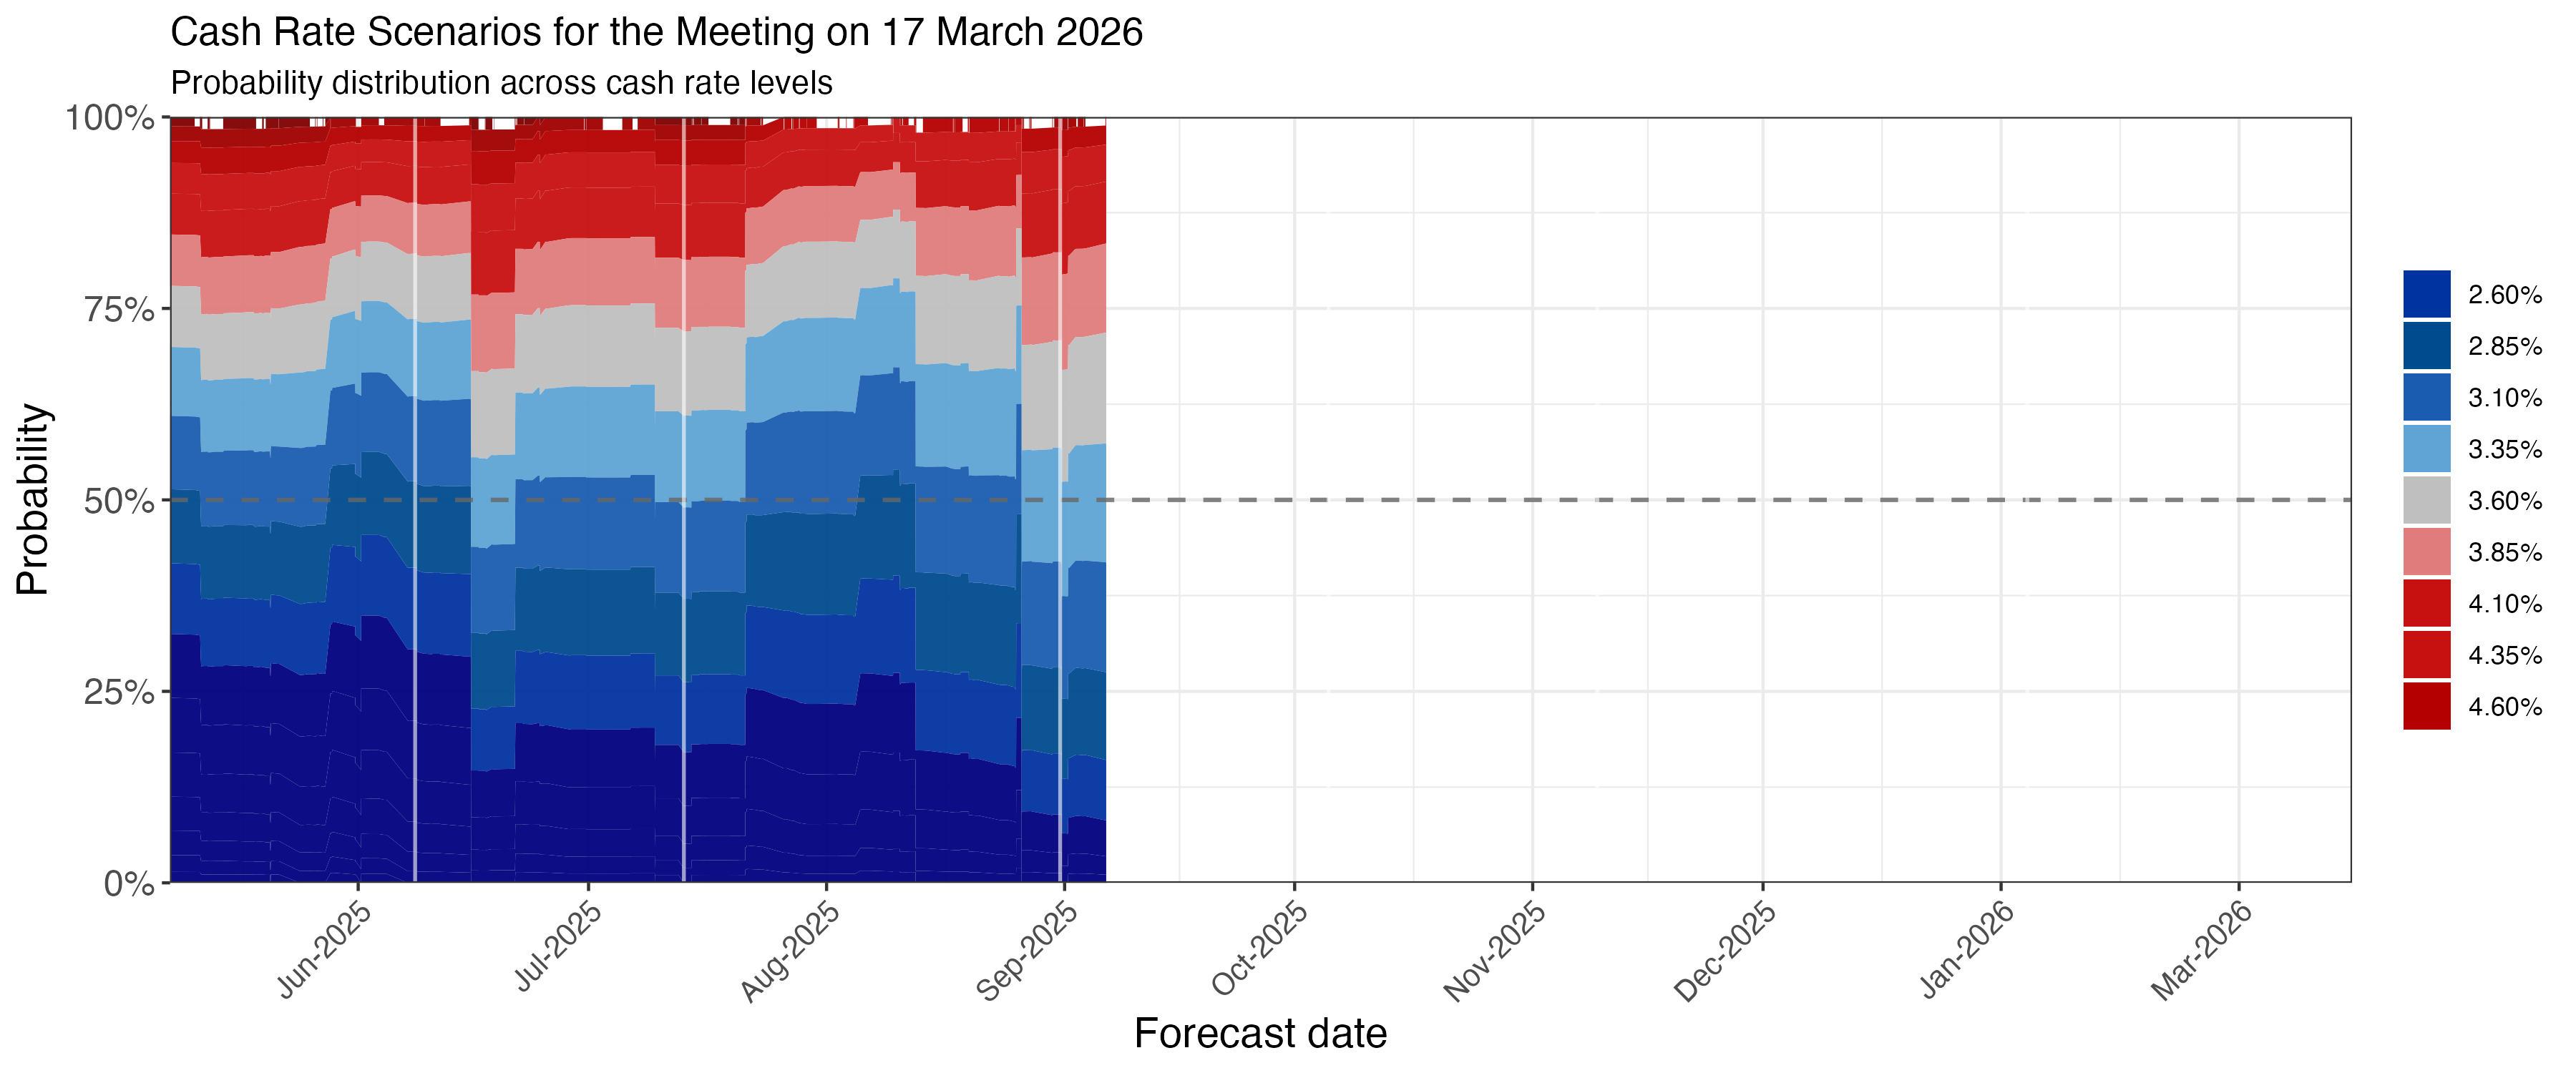 Cash Rate Scenarios for the Meeting on 17 March 2026
Probability distribution across cash rate levels
100%
75%
50%
25%
0%
Probability
Jun-2025
Jul-2025
Aug-2025
Sep-2025
Oct-2025
Nov-2025
Dec-2025
Jan-2026
Mar-2026
Forecast date
2.60%
2.85%
3.10%
3.35%
3.60%
3.85%
4.10%
4.35%
4.60%